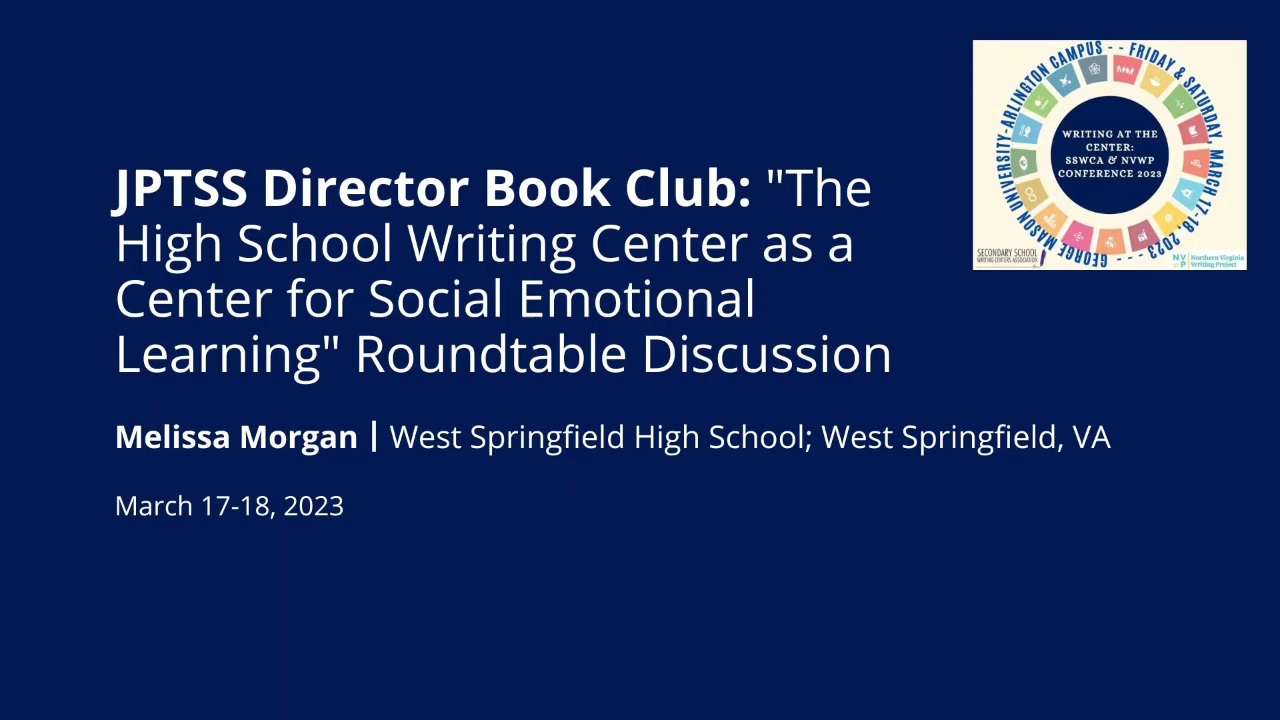 JPTSS Director Book Club: "The
High School Writing Center as a
Center for Social Emotional
Learning" Roundtable Discussion
Melissa Morgan | West Springfield High School; West Springfield, VA
March 17-18, 2023
GEORGE MASON UNIVERSITY-ARLINGTON CAMPUS - - FRIDAY & SATURDAY, MARCH 17-18, 2023 - - -
WRITING AT THE
CENTER:
SSWCA & NVWP
CONFERENCE 2023
SECONDARY SCHOOL
WRITING CENTERS ASSOCIATION
NV
WP
Northern Virginia
Writing Project